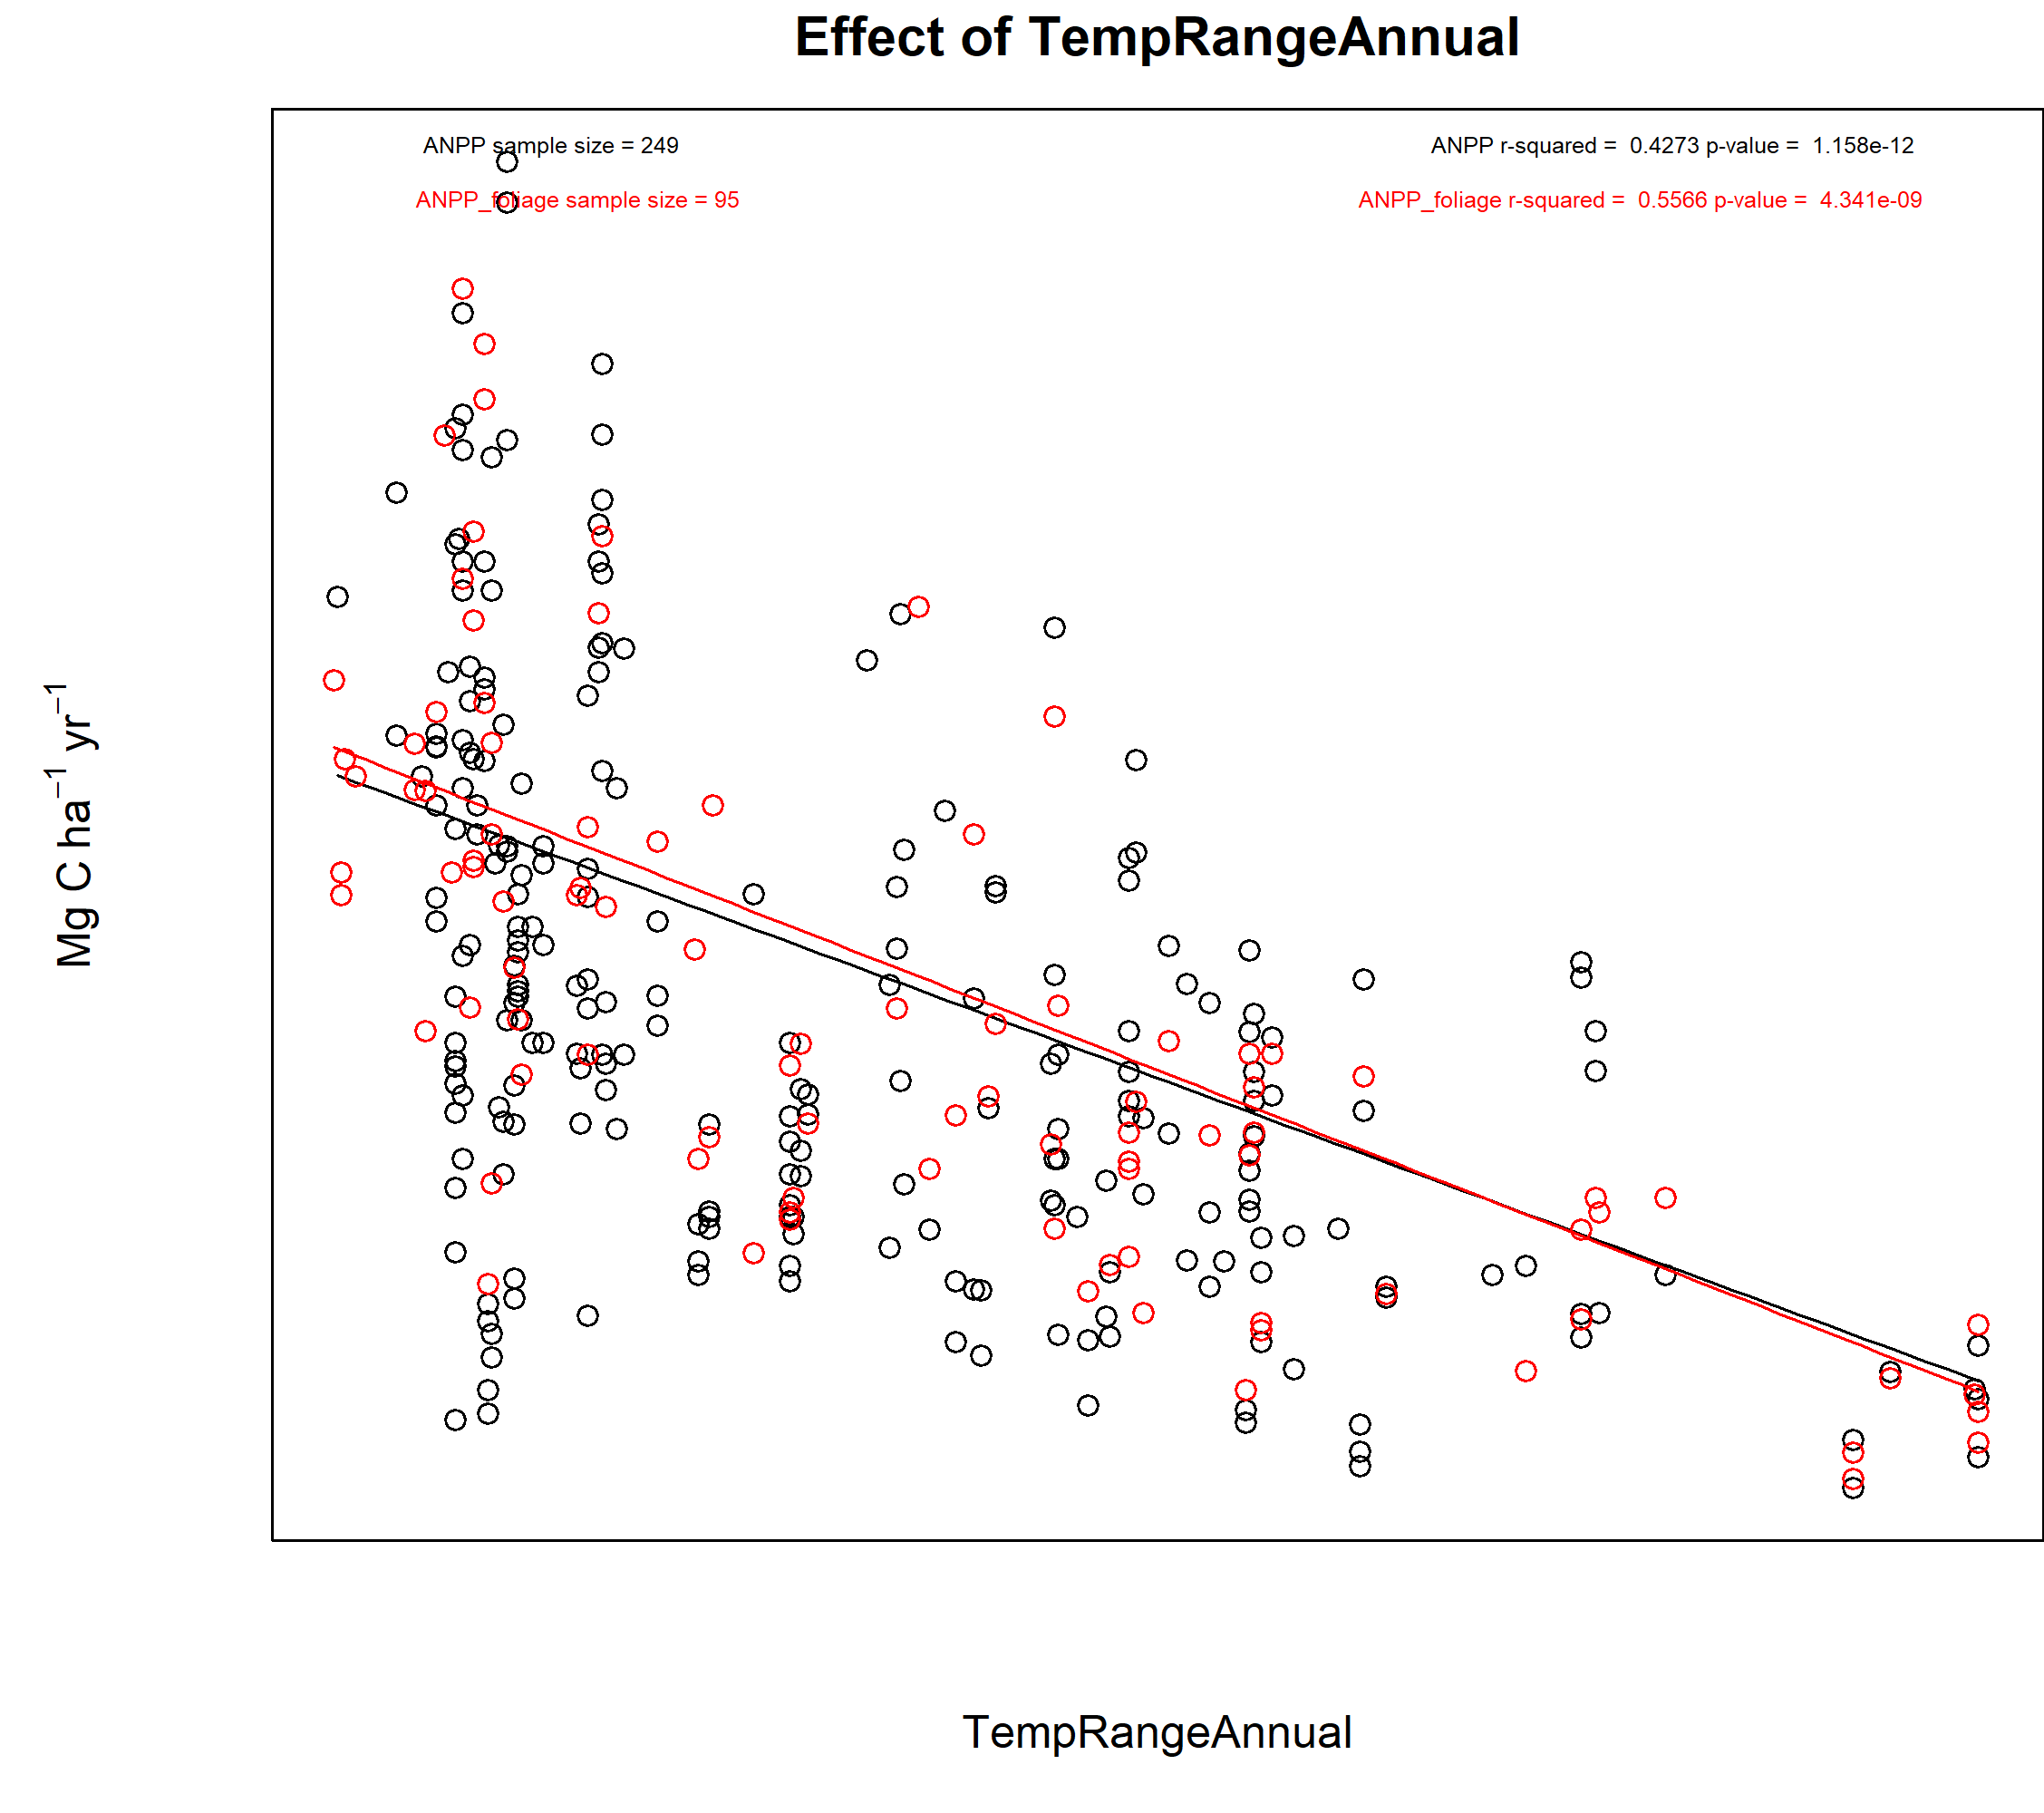 Effect of TempRangeAnnual
ANPP sample size = 249
ANPP r-squared =  0.4273 p-value =  1.158e-12
ANPP_foliage sample size = 95
ANPP_foliage r-squared =  0.5566 p-value =  4.341e-09
Mg C ha⁻¹ yr⁻¹
TempRangeAnnual